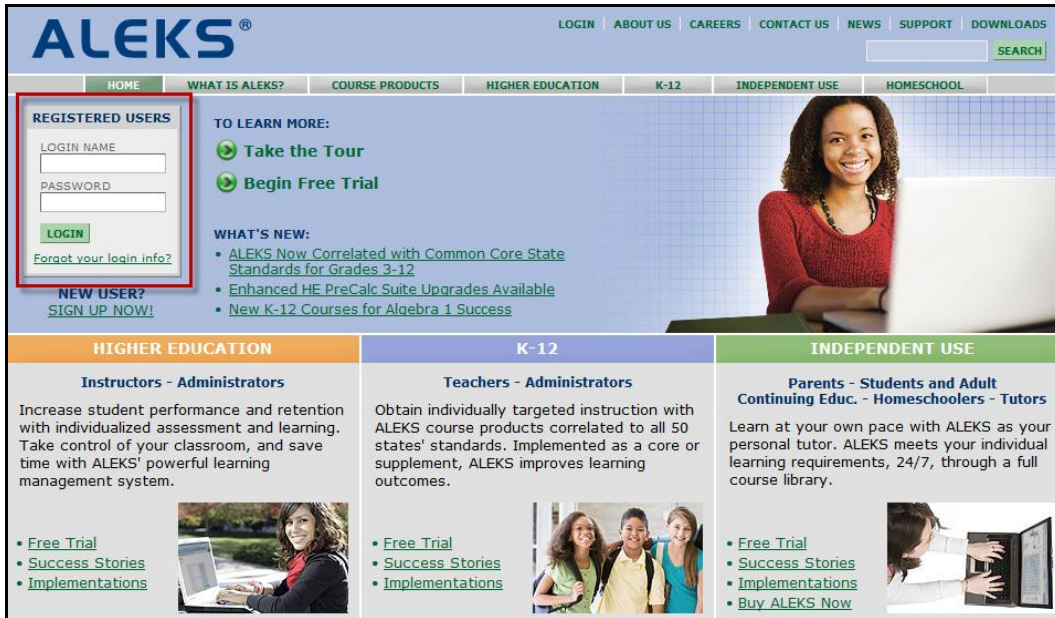 ALEKS®
LOGIN | ABOUT US | CAREERS | CONTACT US | NEWS | SUPPORT | DOWNLOADS
SEARCH
HOME
WHAT IS ALEKS?
COURSE PRODUCTS
HIGHER EDUCATION
K-12
INDEPENDENT USE
HOMESCHOOL
REGISTERED USERS
LOGIN NAME
PASSWORD
LOGIN
Forgot your login info?
NEW USER?
SIGN UP NOW!
TO LEARN MORE:
Take the Tour
Begin Free Trial
WHAT'S NEW:
• ALEKS Now Correlated with Common Core State
Standards for Grades 3-12
• Enhanced HE PreCalc Suite Upgrades Available
• New K-12 Courses for Algebra 1 Success
HIGHER EDUCATION
Instructors - Administrators
Increase student performance and retention
with individualized assessment and learning.
Take control of your classroom, and save
time with ALEKS' powerful learning
management system.
• Free Trial
• Success Stories
• Implementations
K-12
Teachers - Administrators
Obtain individually targeted instruction with
ALEKS course products correlated to all 50
states' standards. Implemented as a core or
supplement, ALEKS improves learning
outcomes.
• Free Trial
• Success Stories
• Implementations
INDEPENDENT USE
Parents - Students and Adult
Continuing Educ. - Homeschoolers - Tutors
Learn at your own pace with ALEKS as your
personal tutor. ALEKS meets your individual
learning requirements, 24/7, through a full
course library.
• Free Trial
• Success Stories
• Implementations
• Buy ALEKS Now